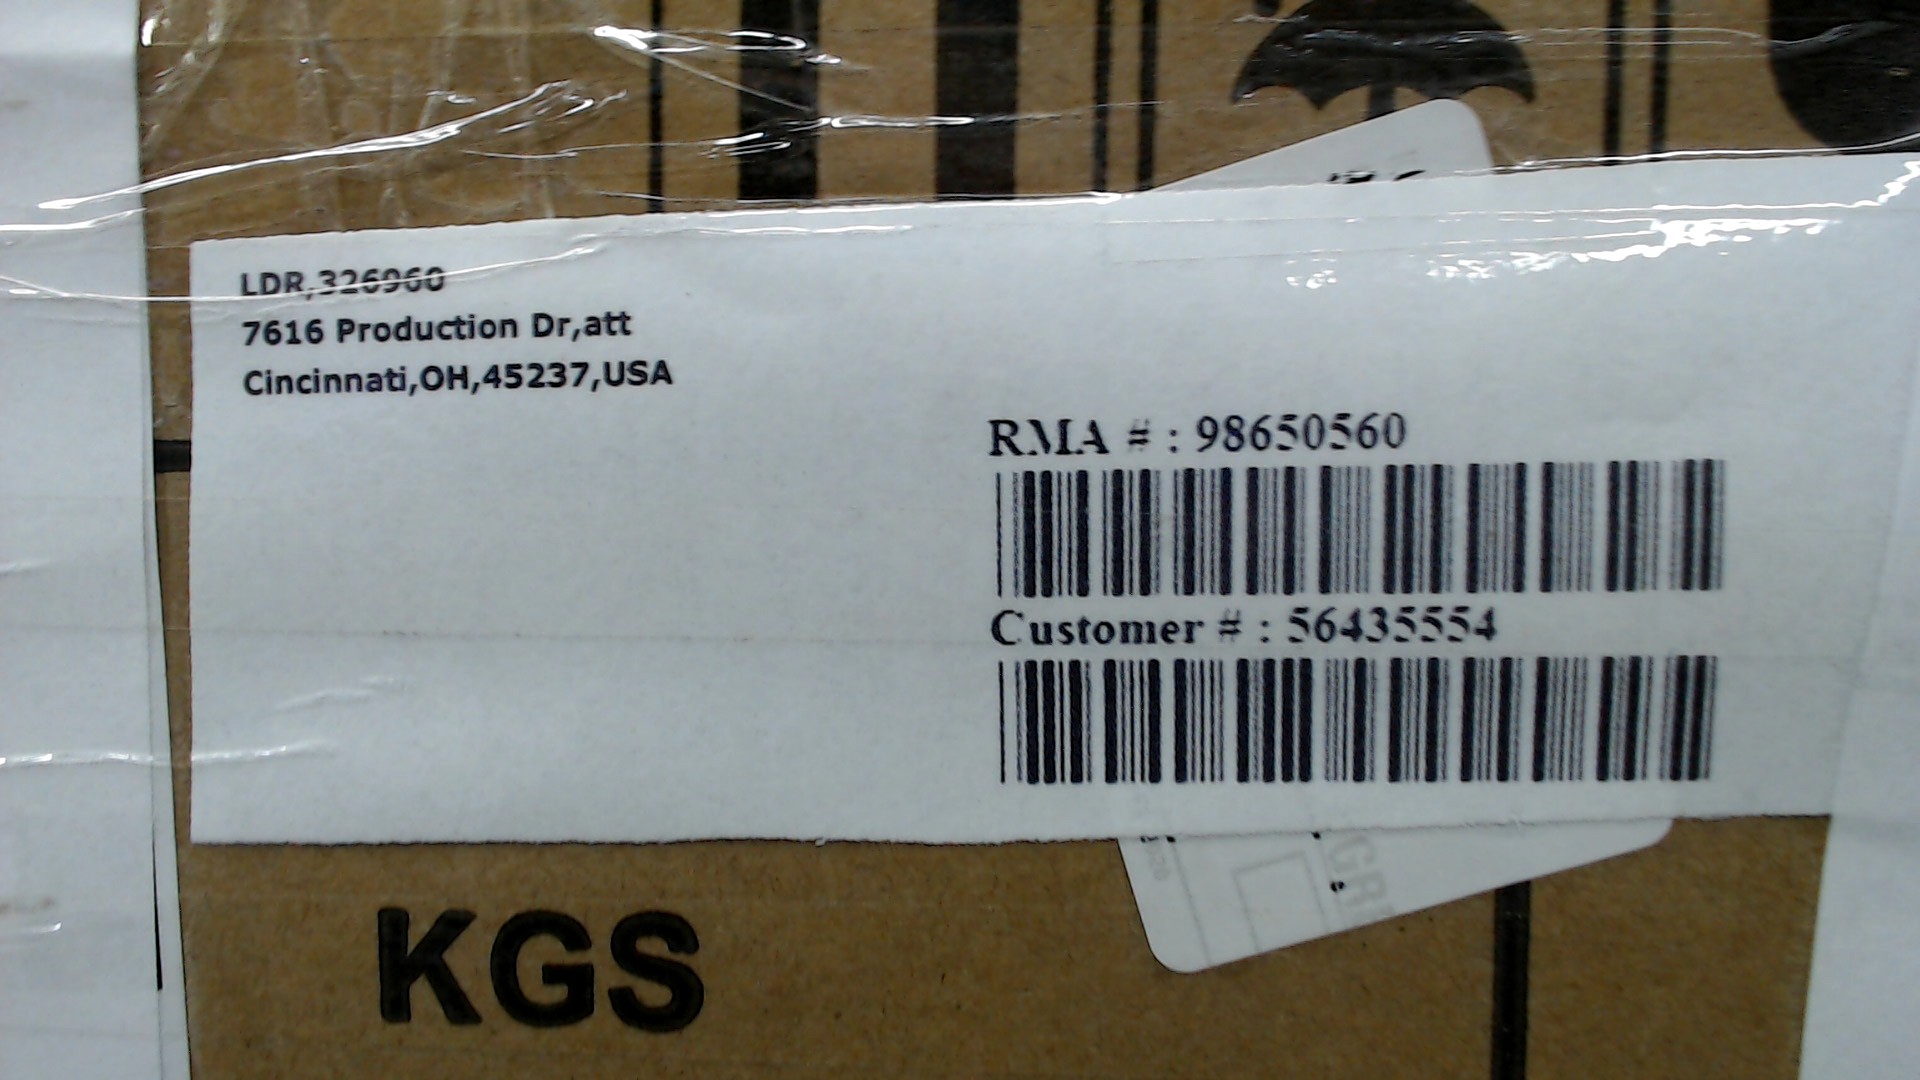 LDR,326960
7616 Production Dr,att
Cincinnati,OH,45237,USA
RMA # : 98650560
Customer # : 56435554
KGS